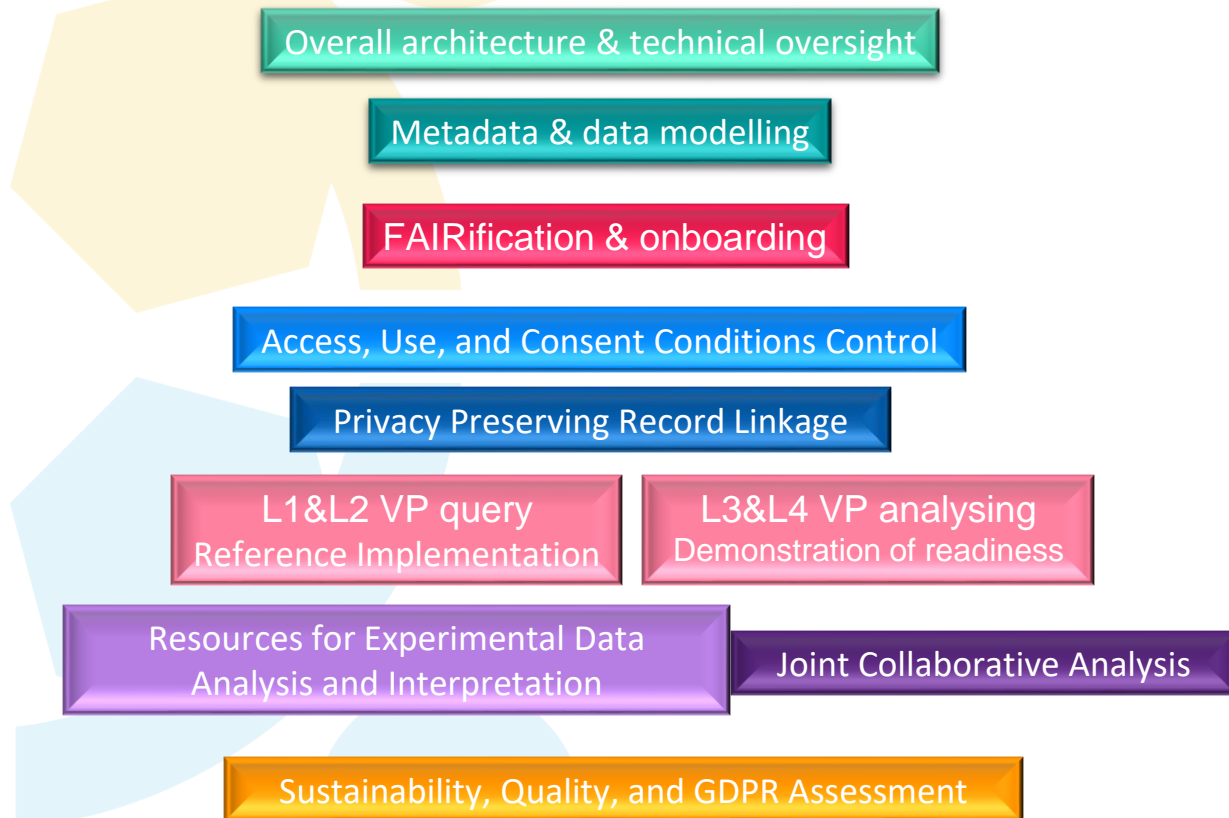 Overall architecture & technical oversight
Metadata & data modelling
FAIRification & onboarding
Access, Use, and Consent Conditions Control
Privacy Preserving Record Linkage
L1&L2 VP query
Reference Implementation
L3&L4 VP analysing
Demonstration of readiness
Resources for Experimental Data
Analysis and Interpretation
Joint Collaborative Analysis
Sustainability, Quality, and GDPR Assessment